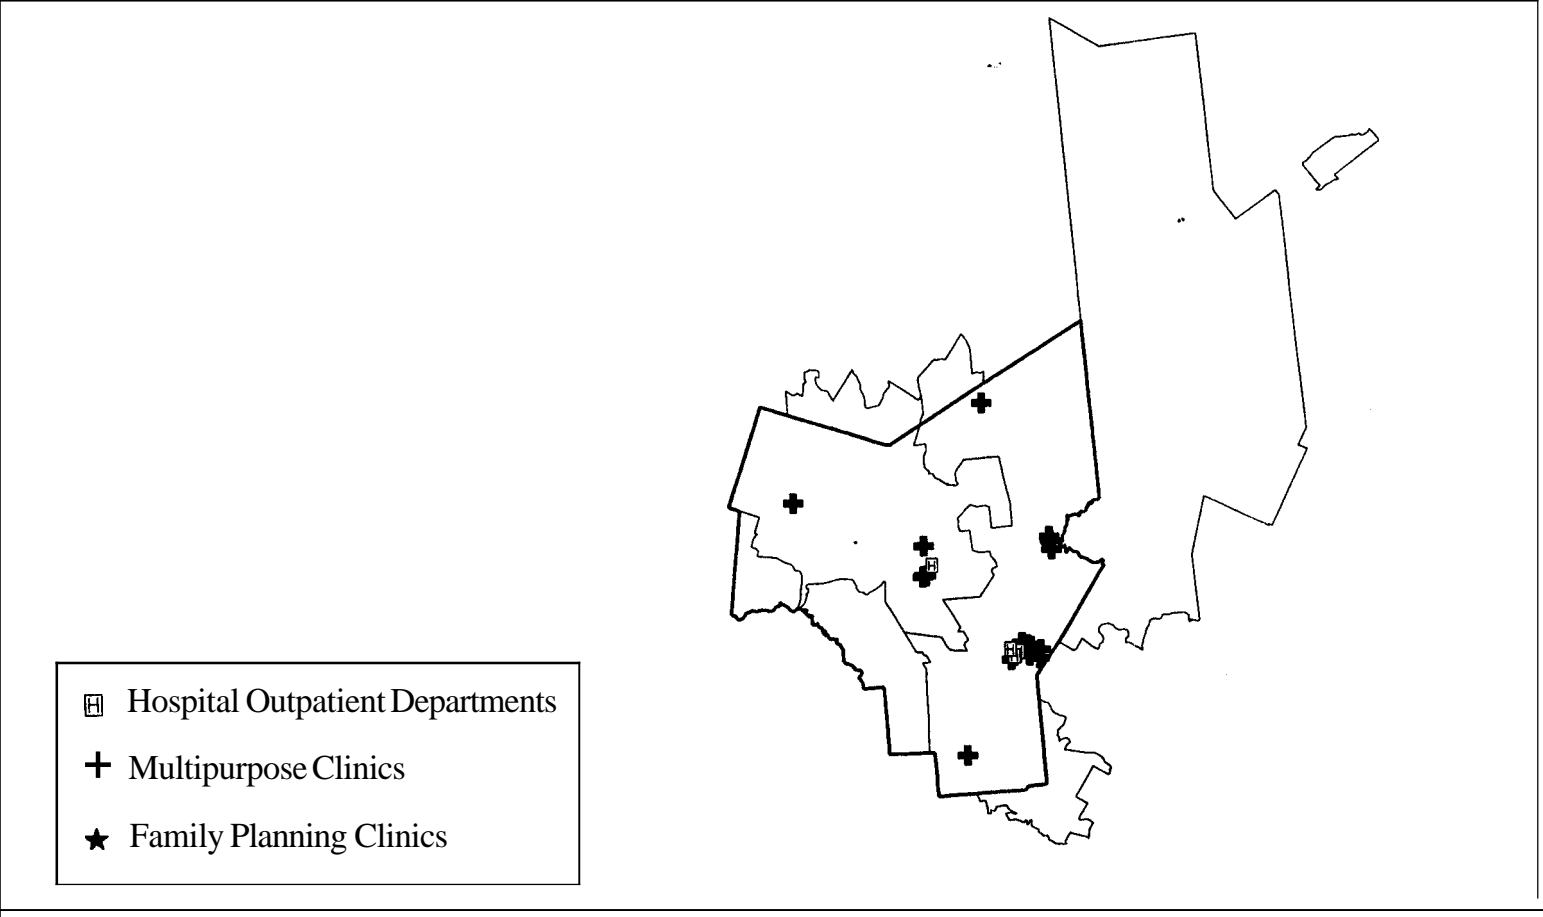 H Hospital Outpatient Departments
Multipurpose Clinics
Family Planning Clinics
H
H